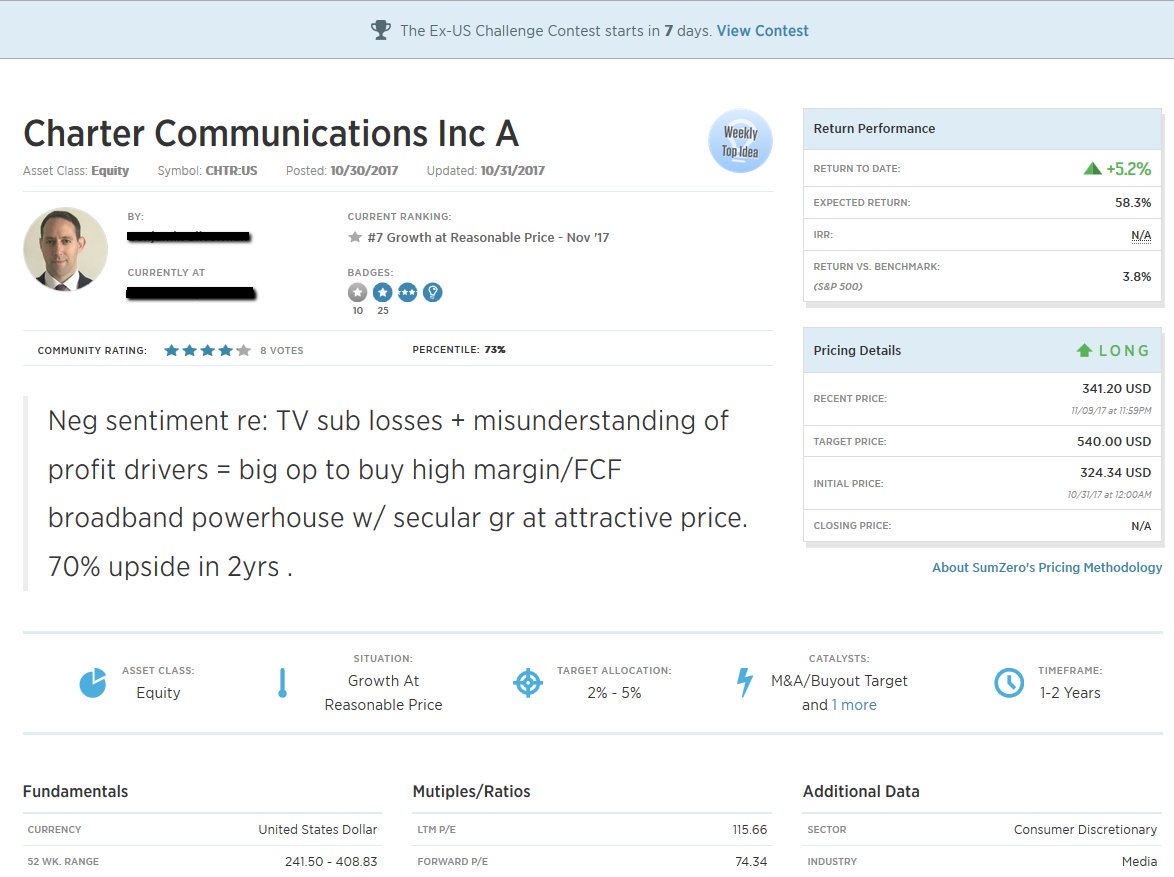 The Ex-US Challenge Contest starts in 7 days. View Contest
Charter Communications Inc A
Weekly
Top Idea
Asset Class: Equity Symbol: CHTR:US Posted: 10/30/2017 Updated: 10/31/2017
BY:
CURRENTLY AT
CURRENT RANKING:
#7 Growth at Reasonable Price - Nov '17
BADGES:
10 25
COMMUNITY RATING: 8 VOTES PERCENTILE: 73%
Neg sentiment re: TV sub losses + misunderstanding of
profit drivers = big op to buy high margin/FCF
broadband powerhouse w/ secular gr at attractive price.
70% upside in 2yrs .
Return Performance
RETURN TO DATE: +5.2%
EXPECTED RETURN: 58.3%
IRR: N/A
RETURN VS. BENCHMARK: 3.8%
(S&P 500)
Pricing Details LONG
RECENT PRICE: 341.20 USD
11/09/17 at 11:59PM
TARGET PRICE: 540.00 USD
INITIAL PRICE: 324.34 USD
10/31/17 at 12:00AM
CLOSING PRICE: N/A
About SumZero's Pricing Methodology
ASSET CLASS:
Equity
SITUATION:
Growth At
Reasonable Price
TARGET ALLOCATION:
2% - 5%
CATALYSTS:
M&A/Buyout Target
and 1 more
TIMEFRAME:
1-2 Years
Fundamentals
CURRENCY United States Dollar
52 WK. RANGE 241.50 - 408.83
Mutiples/Ratios
LTM P/E 115.66
FORWARD P/E 74.34
Additional Data
SECTOR Consumer Discretionary
INDUSTRY Media